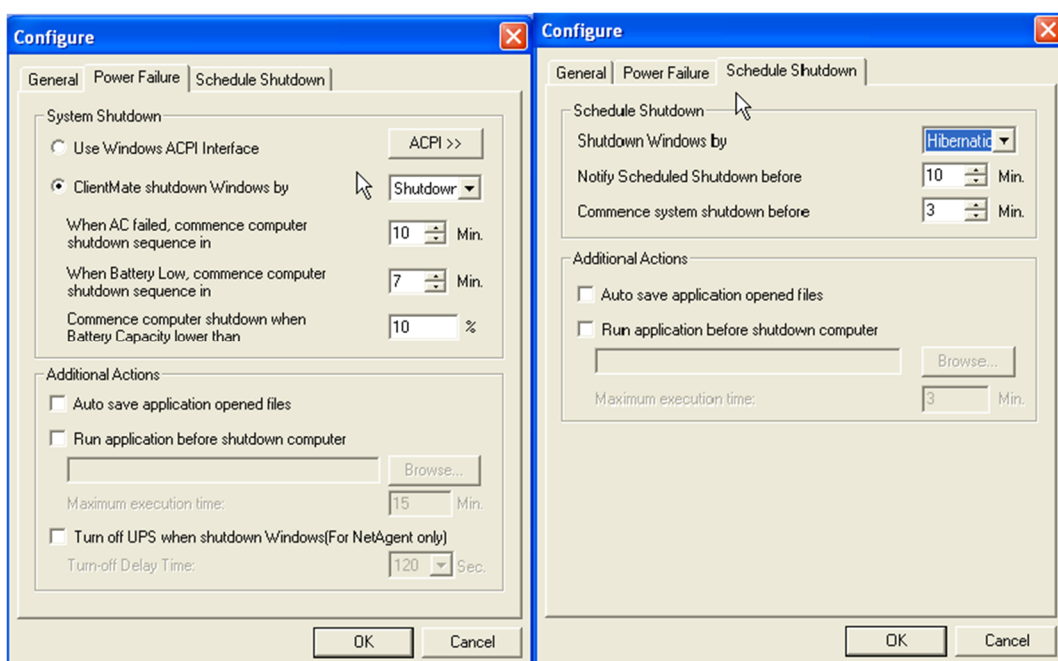 Configure
General
Power Failure
Schedule Shutdown
System Shutdown
Use Windows ACPI Interface
ACPI >>
ClientMate shutdown Windows by
Shutdowr
When AC failed, commence computer
shutdown sequence in
10
Min.
When Battery Low, commence computer
shutdown sequence in
7
Min.
Commence computer shutdown when
Battery Capacity lower than
10
%
Additional Actions
Auto save application opened files
Run application before shutdown computer
Browse...
Maximum execution time:
15
Min.
Turn off UPS when shutdown Windows(For NetAgent only)
Turn-off Delay Time:
120
Sec.
OK
Cancel
Configure
General
Power Failure
Schedule Shutdown
Schedule Shutdown
Shutdown Windows by
Hibernatic
Notify Scheduled Shutdown before
10
Min.
Commence system shutdown before
3
Min.
Additional Actions
Auto save application opened files
Run application before shutdown computer
Browse...
Maximum execution time:
3
Min.
OK
Cancel